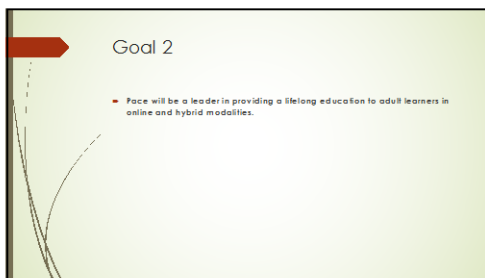 Goal 2
Pace will be a leader in providing a lifelong education to adult learners in
online and hybrid modalities.